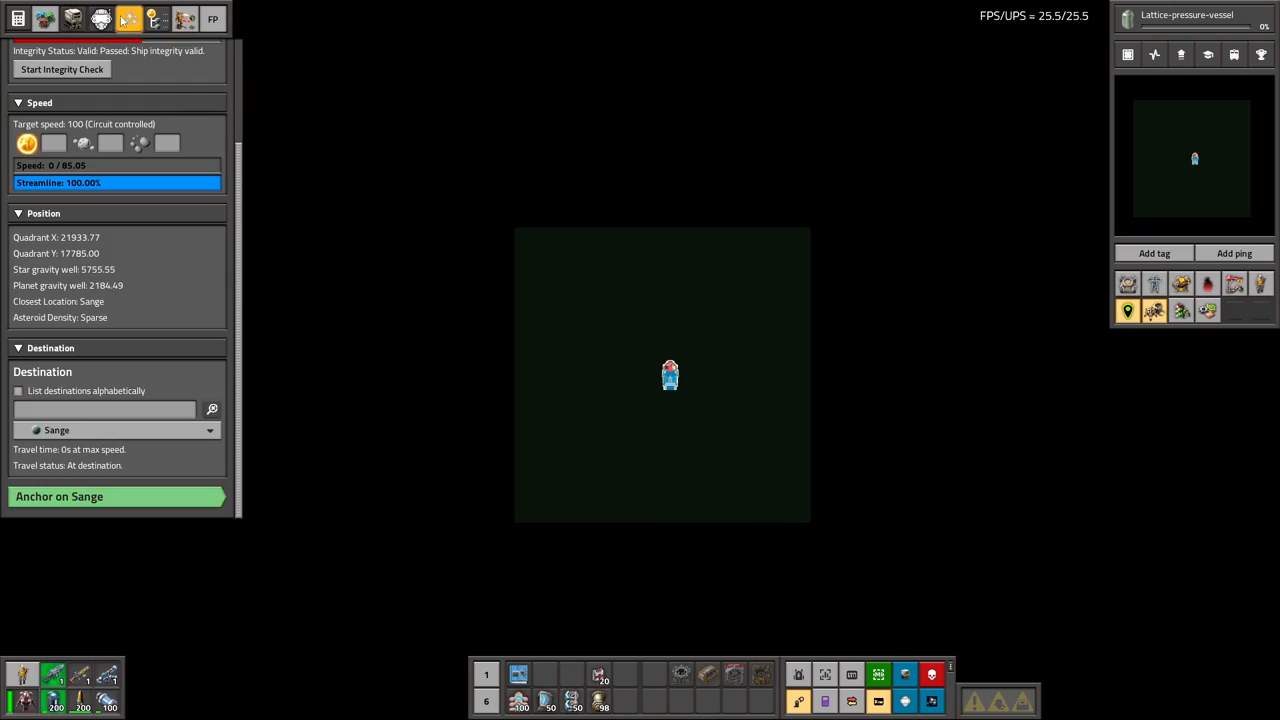 FP
FPS/UPS = 25.5/25.5
Lattice-pressure-vessel
0%
Integrity Status: Valid: Passed: Ship integrity valid.
Start Integrity Check
Speed
Target speed: 100 (Circuit controlled)
Speed: 0 / 85.05
Streamline: 100.00%
Position
Quadrant X: 21933.77
Quadrant Y: 17785.00
Star gravity well: 5755.55
Planet gravity well: 2184.49
Closest Location: Sange
Asteroid Density: Sparse
Destination
Destination
List destinations alphabetically
Sange
Travel time: 0s at max speed.
Travel status: At destination.
Anchor on Sange
Add tag
Add ping
1 1 1
200 200 100
1
20
6
100 50 50 98